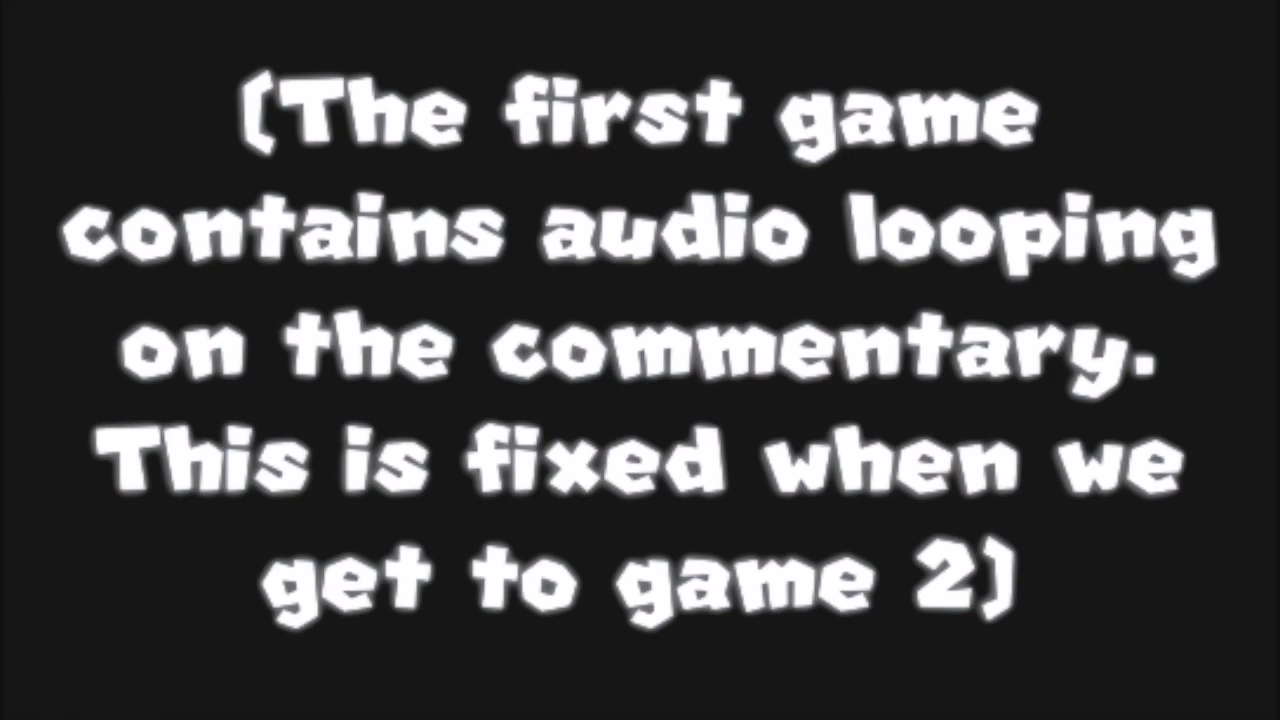 (The first game
contains audio looping
on the commentary.
This is fixed when we
get to game 2)